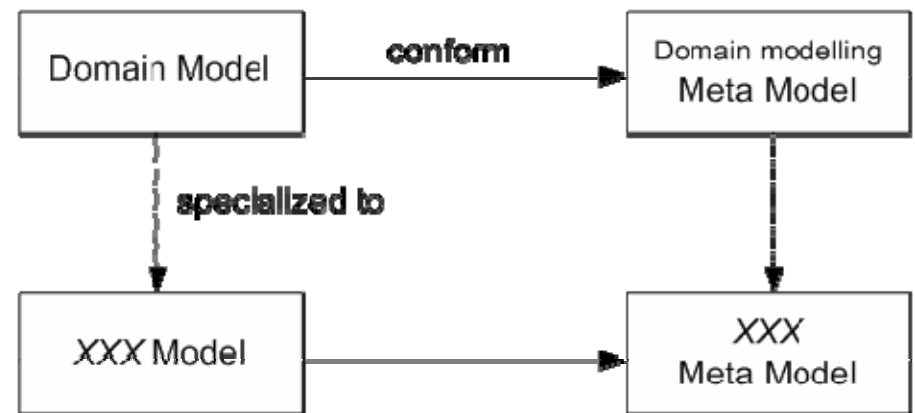 Domain Model
conform
Domain modelling
Meta Model
specialized to
XXX Model
XXX
Meta Model